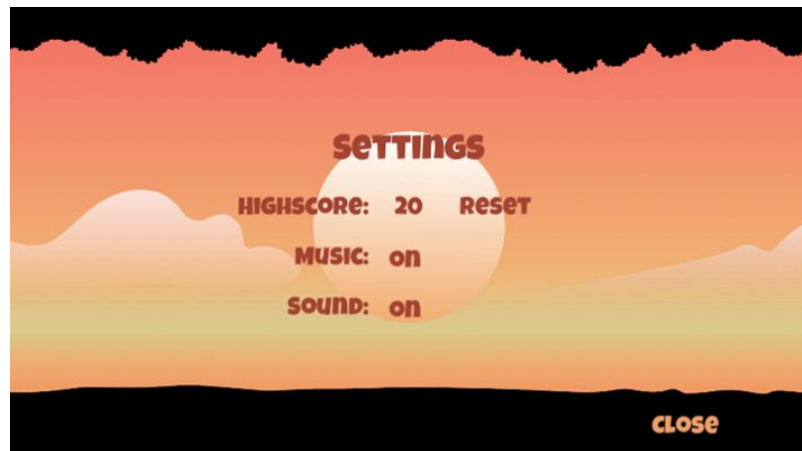 SETTINGS
HIGHSCORE: 20 RESET
MUSIC: ON
SOUND: ON
CLOSE